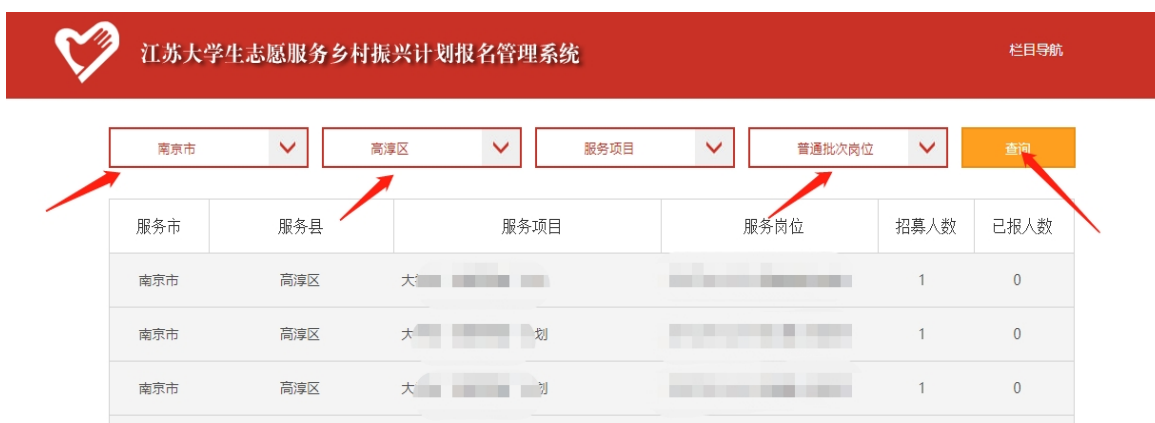 江苏大学生志愿服务乡村振兴计划报名管理系统
栏目导航
南京市 高淳区 服务项目 普通批次岗位 查询
服务市 服务县 服务项目 服务岗位 招募人数 已报人数
南京市 高淳区 大 1 0
南京市 高淳区 大 划 1 0
南京市 高淳区 大 1 0